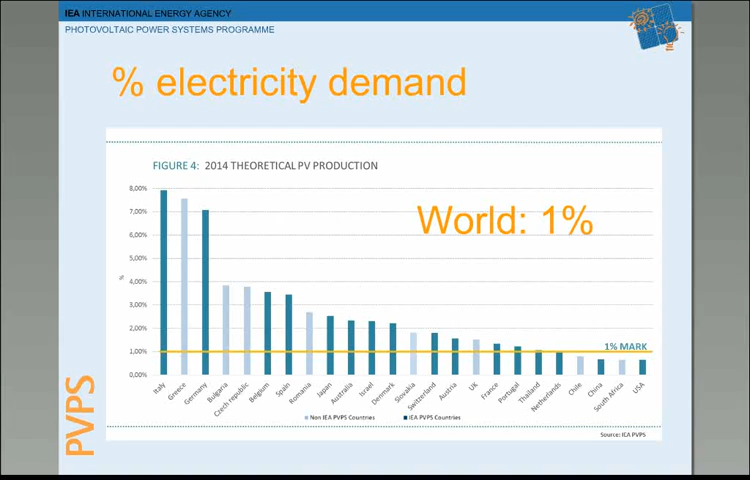 IEA INTERNATIONAL ENERGY AGENCY
PHOTOVOLTAIC POWER SYSTEMS PROGRAMME
% electricity demand
FIGURE 4: 2014 THEORETICAL PV PRODUCTION
World: 1%
8,00%
7,00%
6,00%
5,00%
4,00%
3,00%
2,00%
1,00%
0,00%
%
1% MARK
Italy
Greece
Germany
Bulgaria
Czech republic
Belgium
Spain
Romania
Japan
Australia
Israel
Denmark
Slovakia
Switzerland
Austria
UK
France
Portugal
Thailand
Netherlands
Chile
China
South Africa
USA
Non IEA PVPS Countries
IEA PVPS Countries
Source: IEA PVPS
PVPS